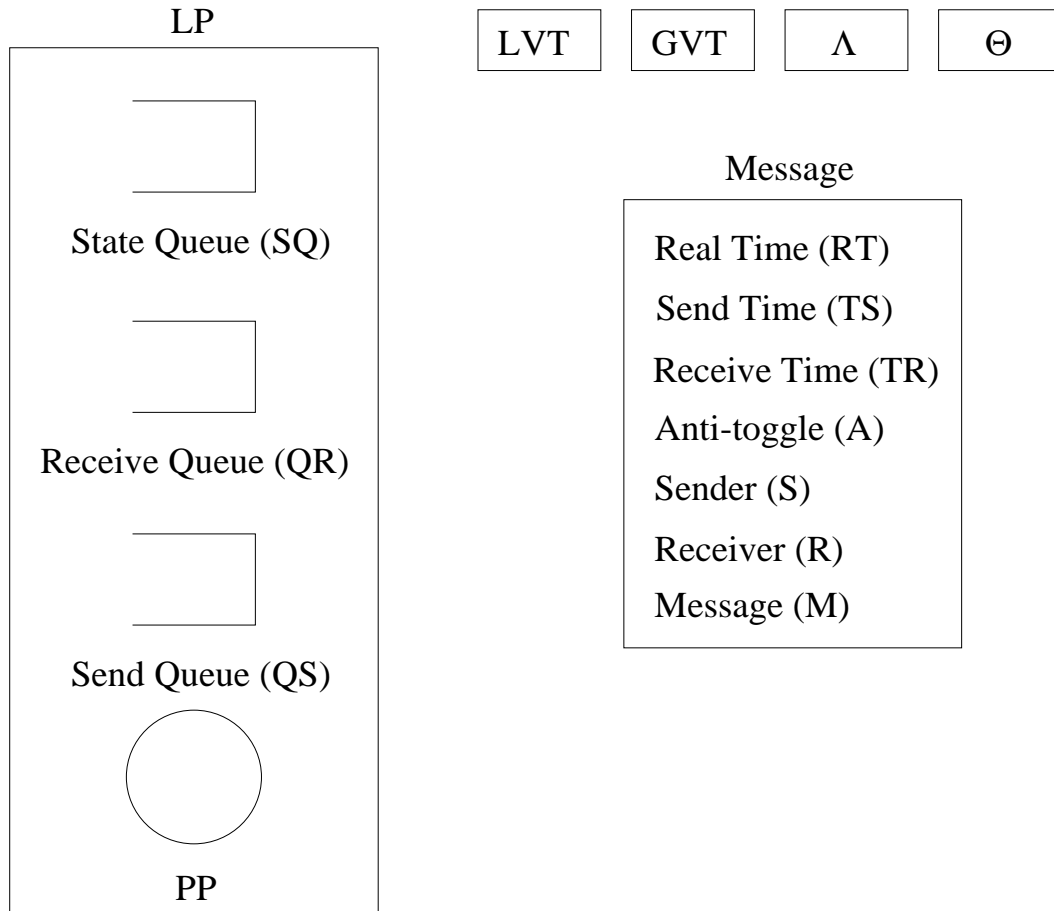 LP
State Queue (SQ)
Receive Queue (QR)
Send Queue (QS)
PP
LVT
GVT
Λ
Θ
Message
Real Time (RT)
Send Time (TS)
Receive Time (TR)
Anti-toggle (A)
Sender (S)
Receiver (R)
Message (M)